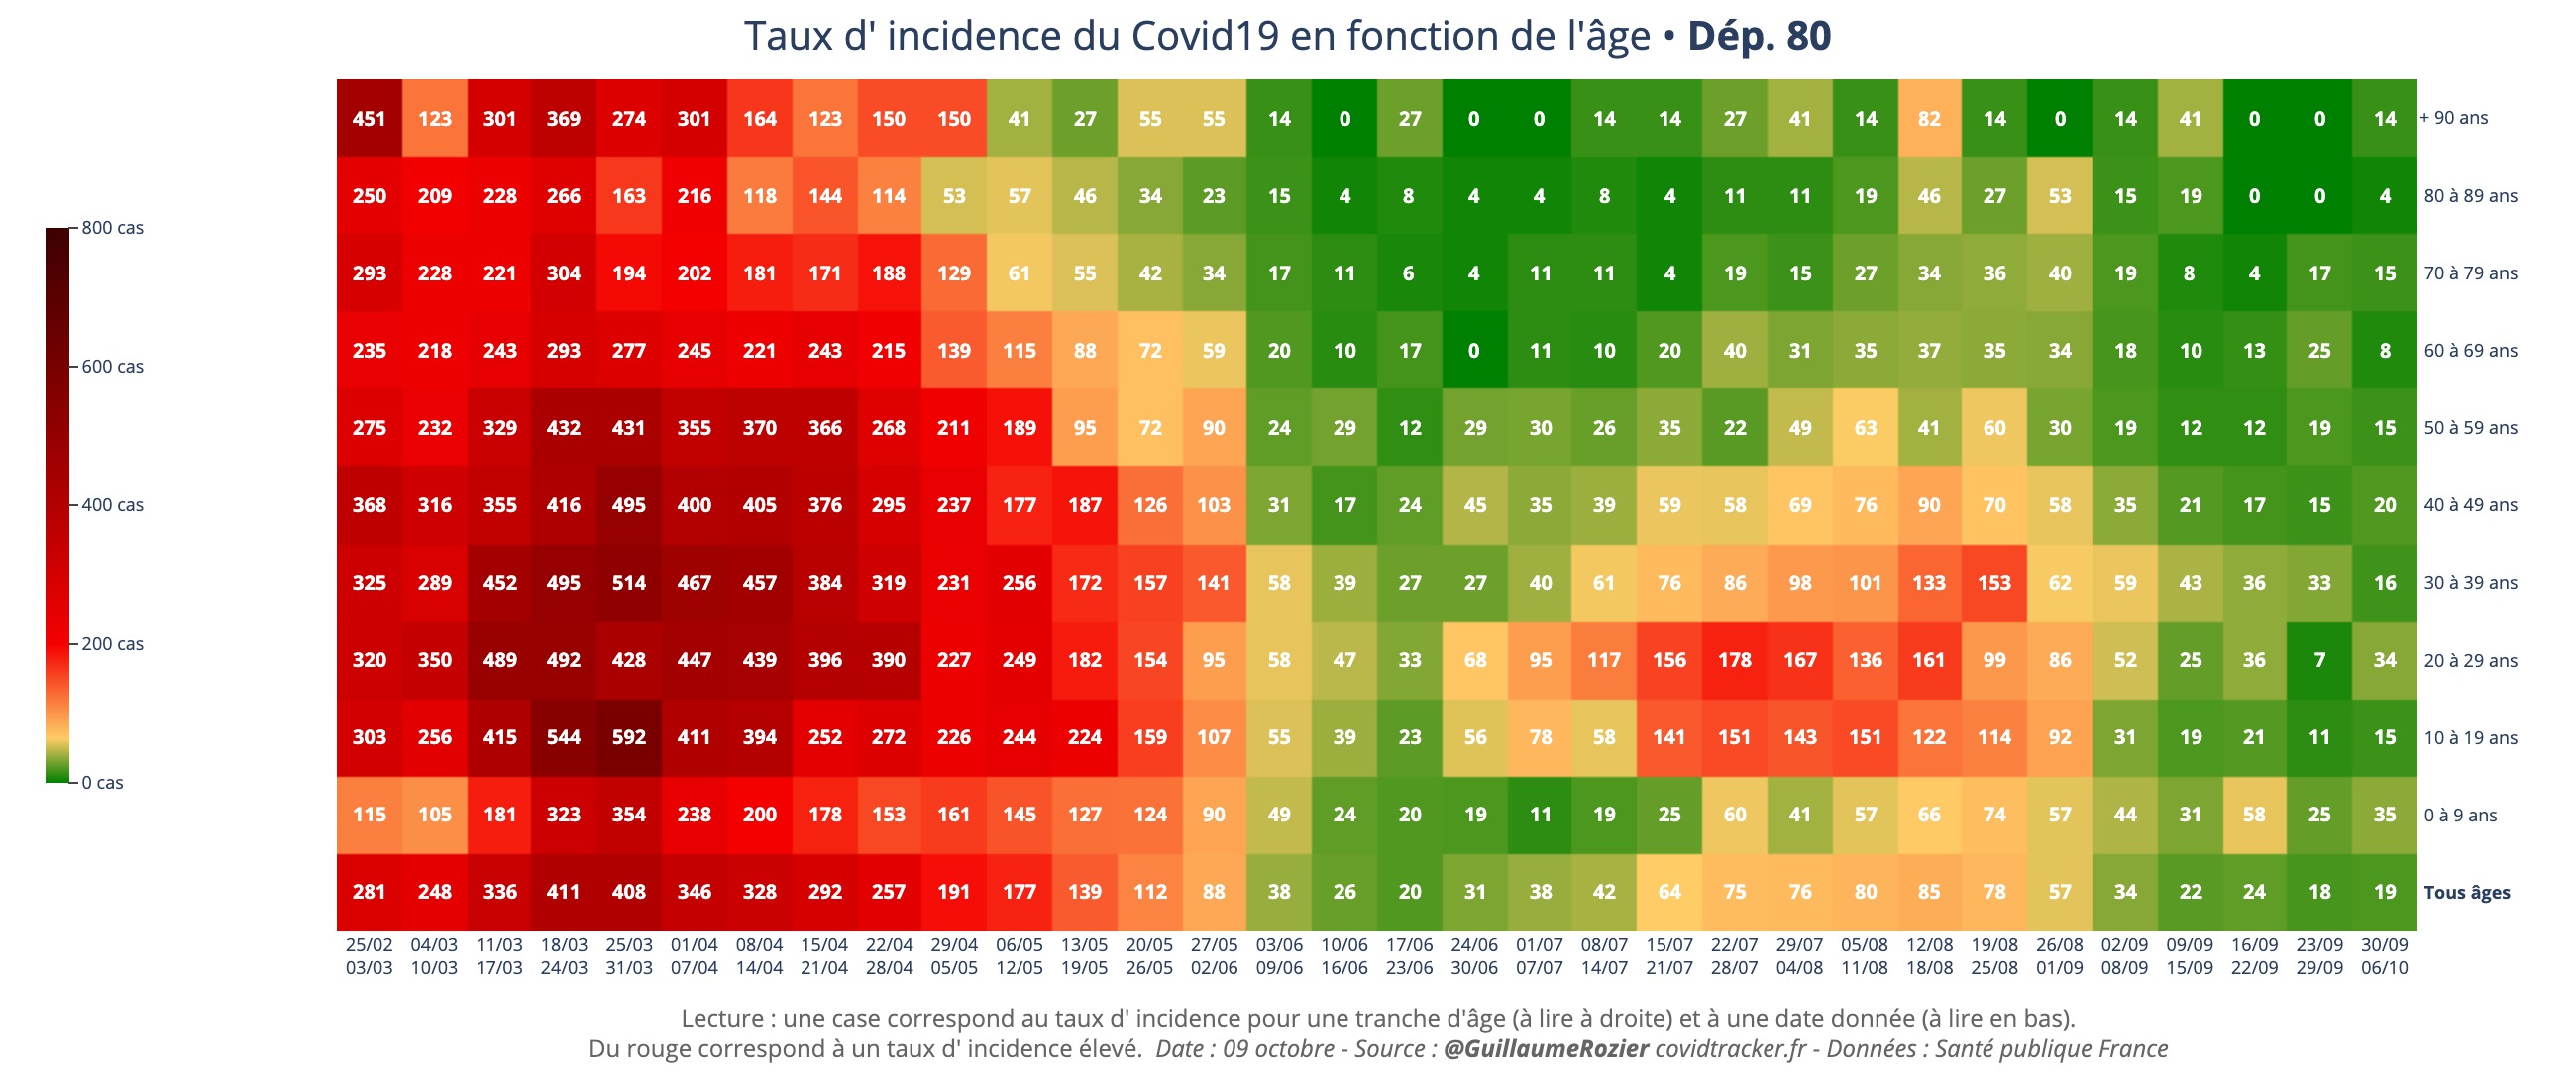 Taux d' incidence du Covid19 en fonction de l'âge • Dép. 80
451 123 301 369 274 301 164 123 150 150 41 27 55 55 14 0 27 0 0 14 14 27 41 14 82 14 0 14 41 0 0 14 + 90 ans
250 209 228 266 163 216 118 144 114 53 57 46 34 23 15 4 8 4 4 8 4 11 11 19 46 27 53 15 19 0 0 4 80 à 89 ans
800 cas
293 228 221 304 194 202 181 171 188 129 61 55 42 34 17 11 6 4 11 11 4 19 15 27 34 36 40 19 8 4 17 15 70 à 79 ans
235 218 243 293 277 245 221 243 215 139 115 88 72 59 20 10 17 0 11 10 20 40 31 35 37 35 34 18 10 13 25 8 60 à 69 ans
600 cas
275 232 329 432 431 355 370 366 268 211 189 95 72 90 24 29 12 29 30 26 35 22 49 63 41 60 30 19 12 12 19 15 50 à 59 ans
400 cas
368 316 355 416 495 400 405 376 295 237 177 187 126 103 31 17 24 45 35 39 59 58 69 76 90 70 58 35 21 17 15 20 40 à 49 ans
325 289 452 495 514 467 457 384 319 231 256 172 157 141 58 39 27 27 40 61 76 86 98 101 133 153 62 59 43 36 33 16 30 à 39 ans
200 cas
320 350 489 492 428 447 439 396 390 227 249 182 154 95 58 47 33 68 95 117 156 178 167 136 161 99 86 52 25 36 7 34 20 à 29 ans
303 256 415 544 592 411 394 252 272 226 244 224 159 107 55 39 23 56 78 58 141 151 143 151 122 114 92 31 19 21 11 15 10 à 19 ans
0 cas
115 105 181 323 354 238 200 178 153 161 145 127 124 90 49 24 20 19 11 19 25 60 41 57 66 74 57 44 31 58 25 35 0 à 9 ans
281 248 336 411 408 346 328 292 257 191 177 139 112 88 38 26 20 31 38 42 64 75 76 80 85 78 57 34 22 24 18 19 Tous âges
25/02 04/03 11/03 18/03 25/03 01/04 08/04 15/04 22/04 29/04 06/05 13/05 20/05 27/05 03/06 10/06 17/06 24/06 01/07 08/07 15/07 22/07 29/07 05/08 12/08 19/08 26/08 02/09 09/09 16/09 23/09 30/09
03/03 10/03 17/03 24/03 31/03 07/04 14/04 21/04 28/04 05/05 12/05 19/05 26/05 02/06 09/06 16/06 23/06 30/06 07/07 14/07 21/07 28/07 04/08 11/08 18/08 25/08 01/09 08/09 15/09 22/09 29/09 06/10
Lecture : une case correspond au taux d' incidence pour une tranche d'âge (à lire à droite) et à une date donnée (à lire en bas).
Du rouge correspond à un taux d' incidence élevé. Date : 09 octobre - Source : @GuillaumeRozier covidtracker.fr - Données : Santé publique France